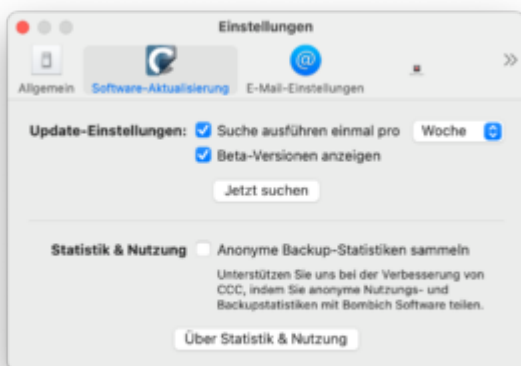 Einstellungen
Allgemein Software-Aktualisierung E-Mail-Einstellungen
Update-Einstellungen: Suche ausführen einmal pro Woche
Beta-Versionen anzeigen
Jetzt suchen
Statistik & Nutzung Anonyme Backup-Statistiken sammeln
Unterstützen Sie uns bei der Verbesserung von
CCC, indem Sie anonyme Nutzungs- und
Backupstatistiken mit Bombich Software teilen.
Über Statistik & Nutzung